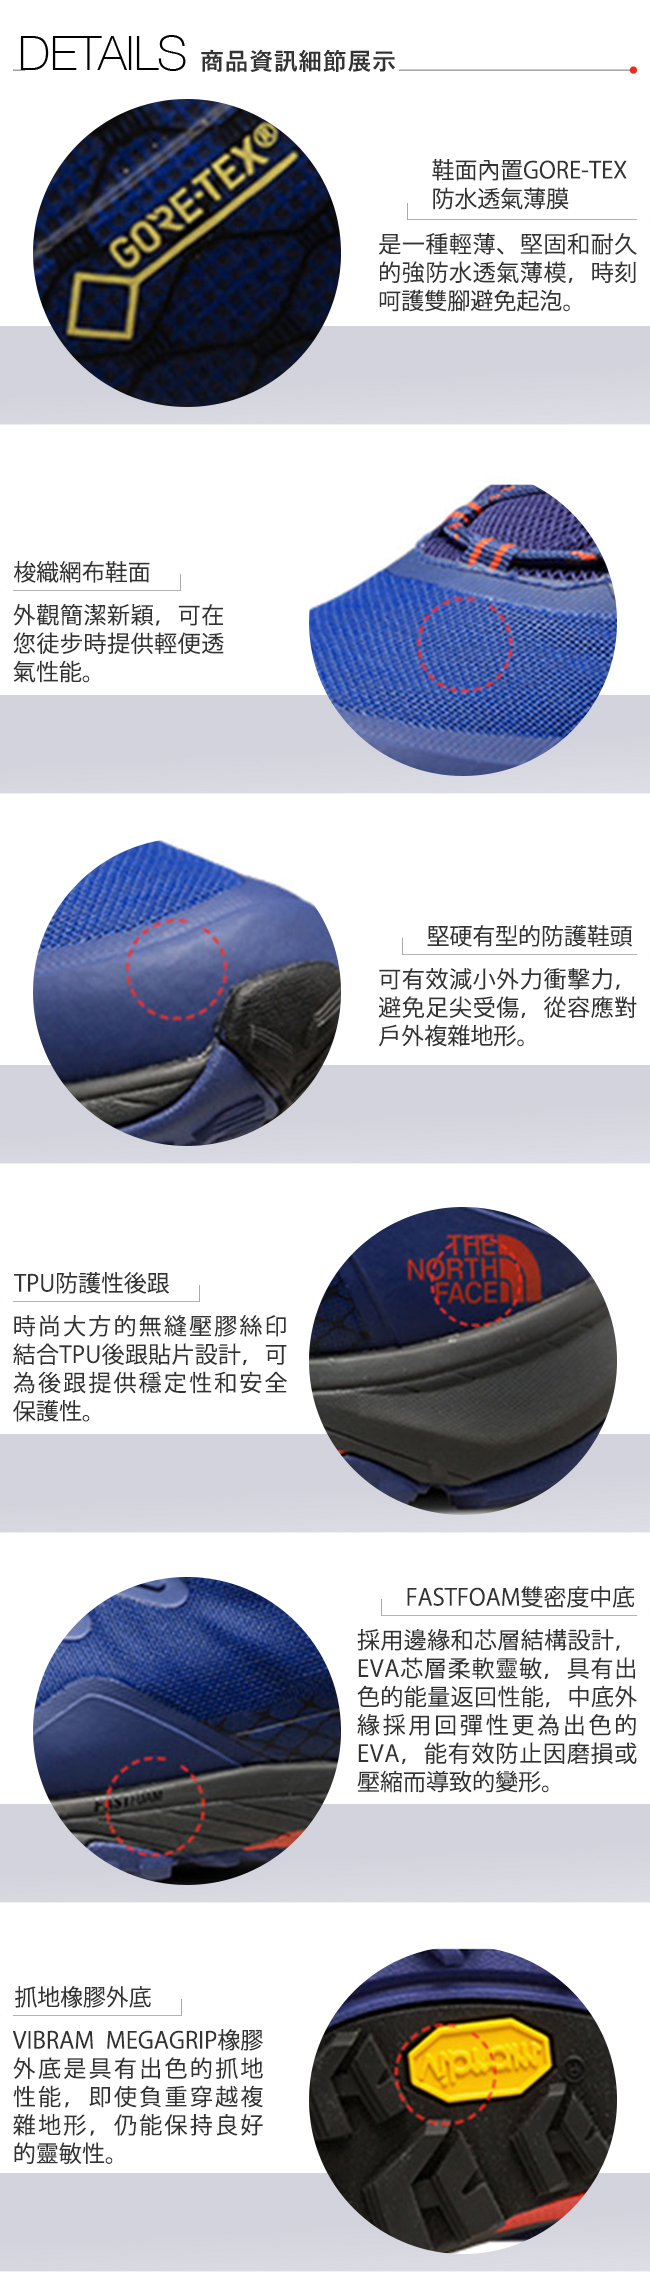 DETAILS 商品資訊細節展示
GORE-TEX®
鞋面內置GORE-TEX
防水透氣薄膜
是一種輕薄、堅固和耐久
的強防水透氣薄模，時刻
呵護雙腳避免起泡。
梭織網布鞋面
外觀簡潔新穎，可在
您徒步時提供輕便透
氣性能。
堅硬有型的防護鞋頭
可有效減小外力衝擊力，
避免足尖受傷，從容應對
戶外複雜地形。
TPU防護性後跟
時尚大方的無縫壓膠絲印
結合TPU後跟貼片設計，可
為後跟提供穩定性和安全
保護性。
THE
NORTH
FACE
FASTFOAM雙密度中底
採用邊緣和芯層結構設計，
EVA芯層柔軟靈敏，具有出
色的能量返回性能，中底外
緣採用回彈性更為出色的
EVA，能有效防止因磨損或
壓縮而導致的變形。
FASTFOAM
抓地橡膠外底
VIBRAM MEGAGRIP橡膠
外底是具有出色的抓地
性能，即使負重穿越複
雜地形，仍能保持良好
的靈敏性。
vibram